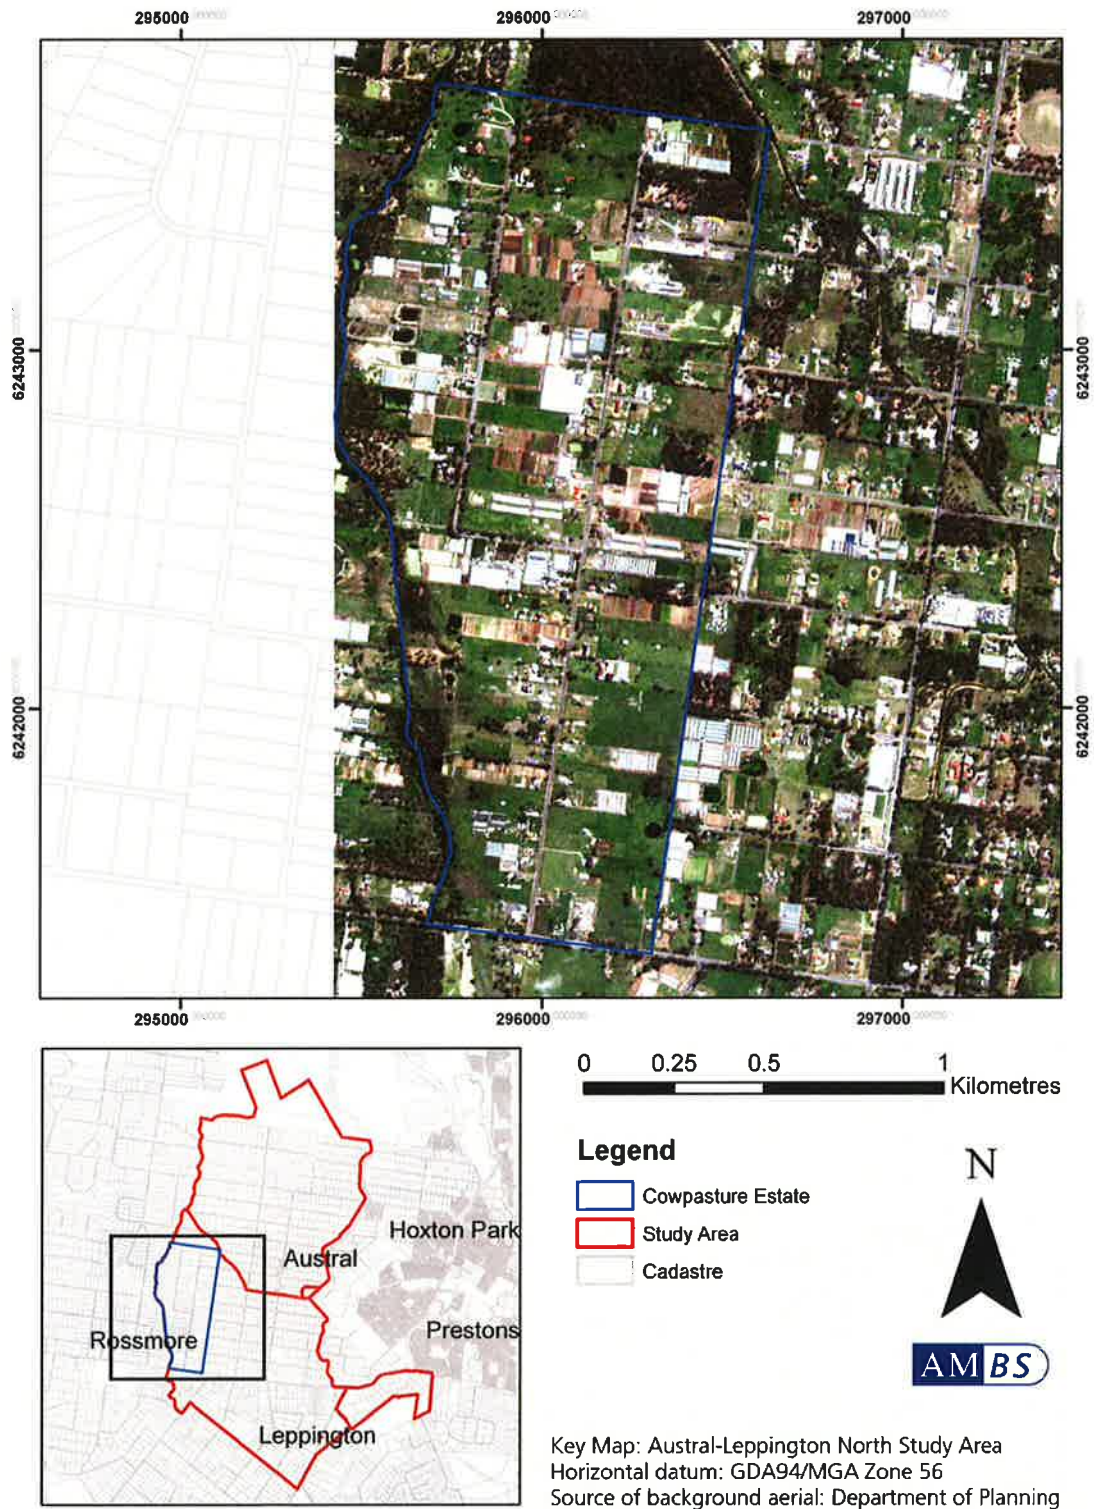 295000 296000 297000
6243000 6243000
6242000 6242000
295000 296000 297000
0 0.25 0.5 1
Kilometres
Legend
Cowpasture Estate
Study Area
Cadastre
N
Hoxton Park
Austral
Rossmore
Prestons
Leppington
AMBS
Key Map: Austral-Leppington North Study Area
Horizontal datum: GDA94/MGA Zone 56
Source of background aerial: Department of Planning